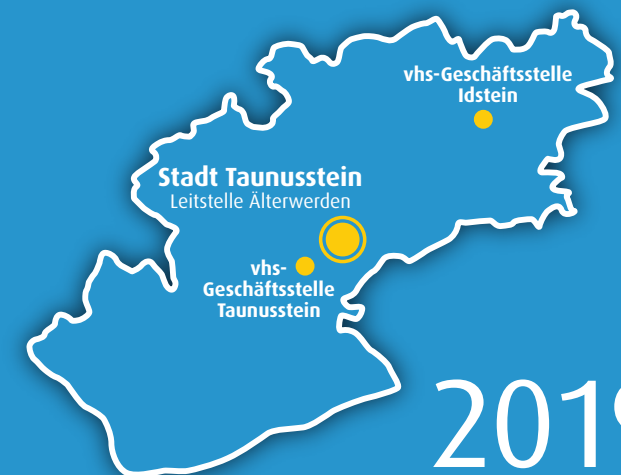 vhs-Geschäftsstelle
Idstein
Stadt Taunusstein
Leitstelle Älterwerden
vhs-
Geschäftsstelle
Taunusstein
201